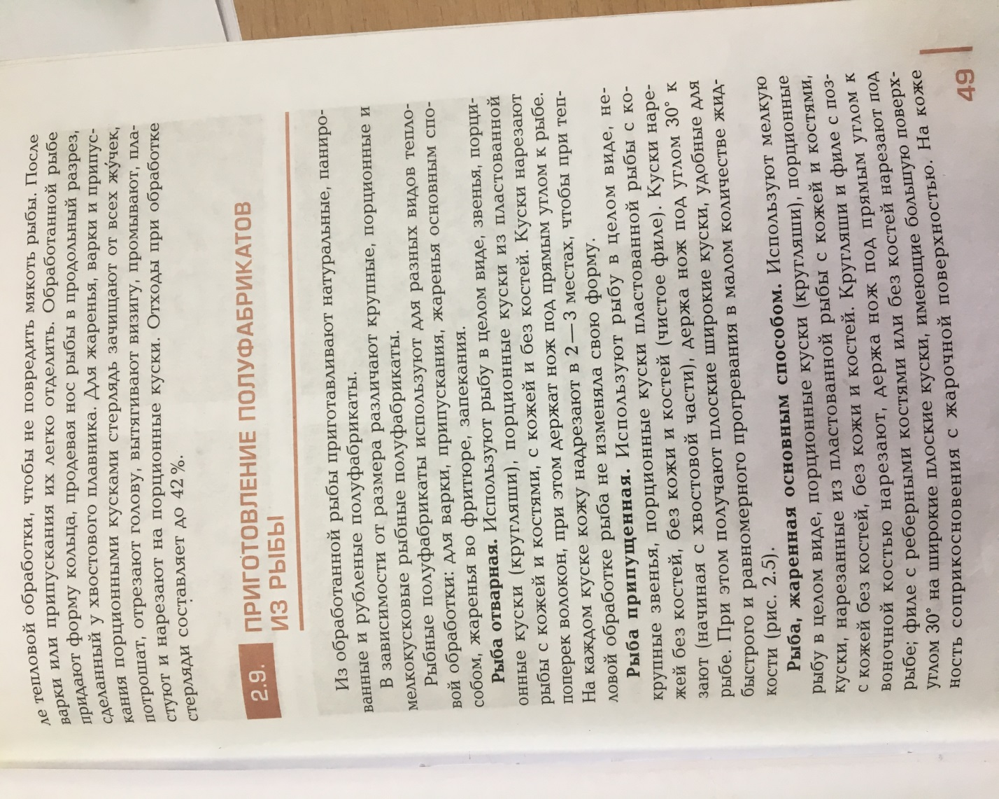 ле тепловой обработки, чтобы не повредить мякоть рыбы. После
варки или припускания их легко отделить. Обработанной рыбе
придают форму кольца, продевая нос рыбы в продольный разрез,
сделанный у хвостового плавника. Для жаренья, варки и припус-
кания порционными кусками стерлядь зачищают от всех жу́чек,
потрошат, отрезают голову, вытягивают визигу, промывают, пла-
стуют и нарезают на порционные куски. Отходы при обработке
стерляди составляет до 42 %.
2.9. ПРИГОТОВЛЕНИЕ ПОЛУФАБРИКАТОВ
ИЗ РЫБЫ
Из обработанной рыбы приготавливают натуральные, паниро-
ванные и рубленые полуфабрикаты.
В зависимости от размера различают крупные, порционные и
мелкокусковые рыбные полуфабрикаты.
Рыбные полуфабрикаты используют для разных видов тепло-
вой обработки: для варки, припускания, жаренья основным спо-
собом, жаренья во фритюре, запекания.
Рыба отварная. Используют рыбу в целом виде, звенья, порци-
онные куски (кругляши), порционные куски из пластованной
рыбы с кожей и костями, с кожей и без костей. Куски нарезают
поперек волокон, при этом держат нож под прямым углом к рыбе.
На каждом куске кожу надрезают в 2 — 3 местах, чтобы при теп-
ловой обработке рыба не изменяла свою форму.
Рыба припущенная. Используют рыбу в целом виде, не-
крупные звенья, порционные куски пластованной рыбы с ко-
жей без костей, без кожи и костей (чистое филе). Куски наре-
зают (начиная с хвостовой части), держа нож под углом 30° к
рыбе. При этом получают плоские широкие куски, удобные для
быстрого и равномерного прогревания в малом количестве жид-
кости (рис. 2.5).
Рыба, жаренная основным способом. Используют мелкую
рыбу в целом виде, порционные куски (кругляши), порционные
куски, нарезанные из пластованной рыбы с кожей и костями,
с кожей без костей, без кожи и костей. Кругляши и филе с поз-
воночной костью нарезают, держа нож под прямым углом к
рыбе; филе с реберными костями или без костей нарезают под
углом 30° на широкие плоские куски, имеющие большую поверх-
ность соприкосновения с жарочной поверхностью. На коже
49